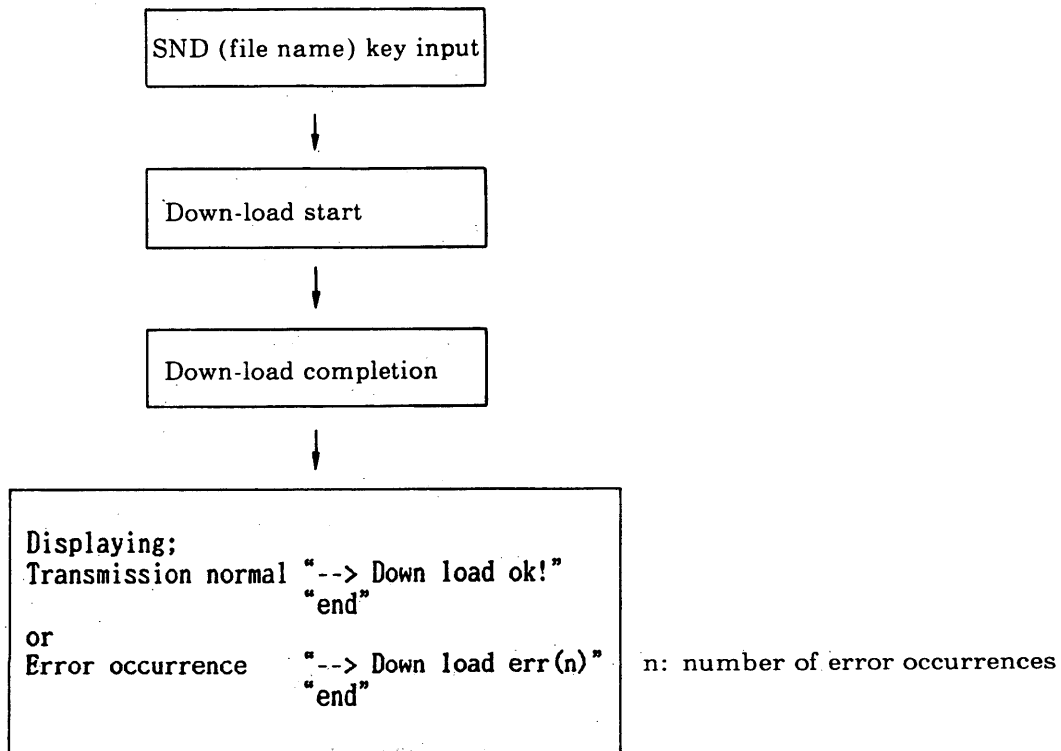 SND (file name) key input
Down-load start
Down-load completion
Displaying;
Transmission normal "--> Down load ok!"
"end"
or
Error occurrence "--> Down load err(n)" n: number of error occurrences
"end"